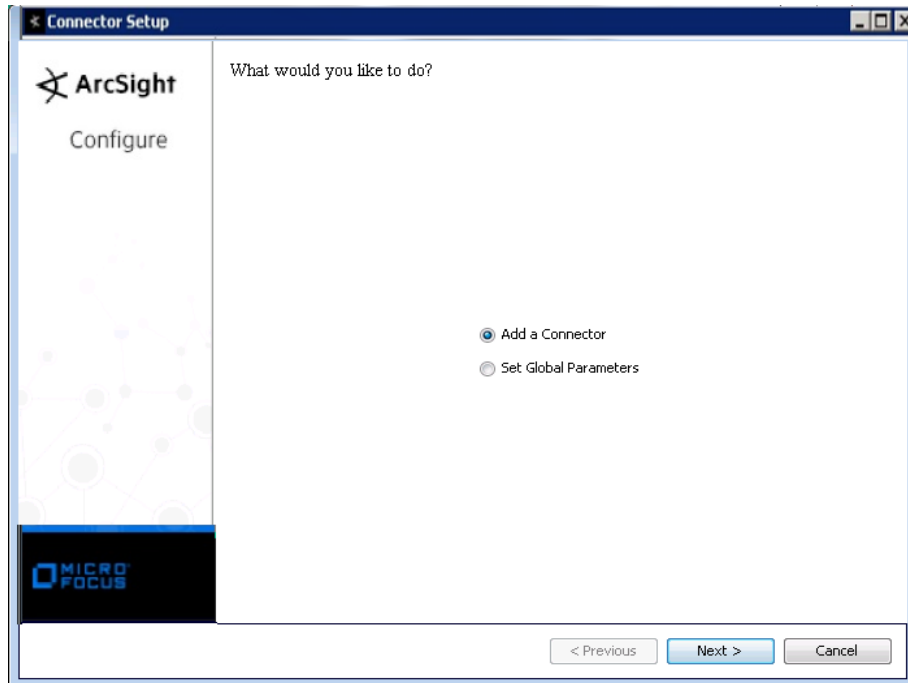 Connector Setup
ArcSight
Configure
What would you like to do?
Add a Connector
Set Global Parameters
MICRO
FOCUS
< Previous
Next >
Cancel